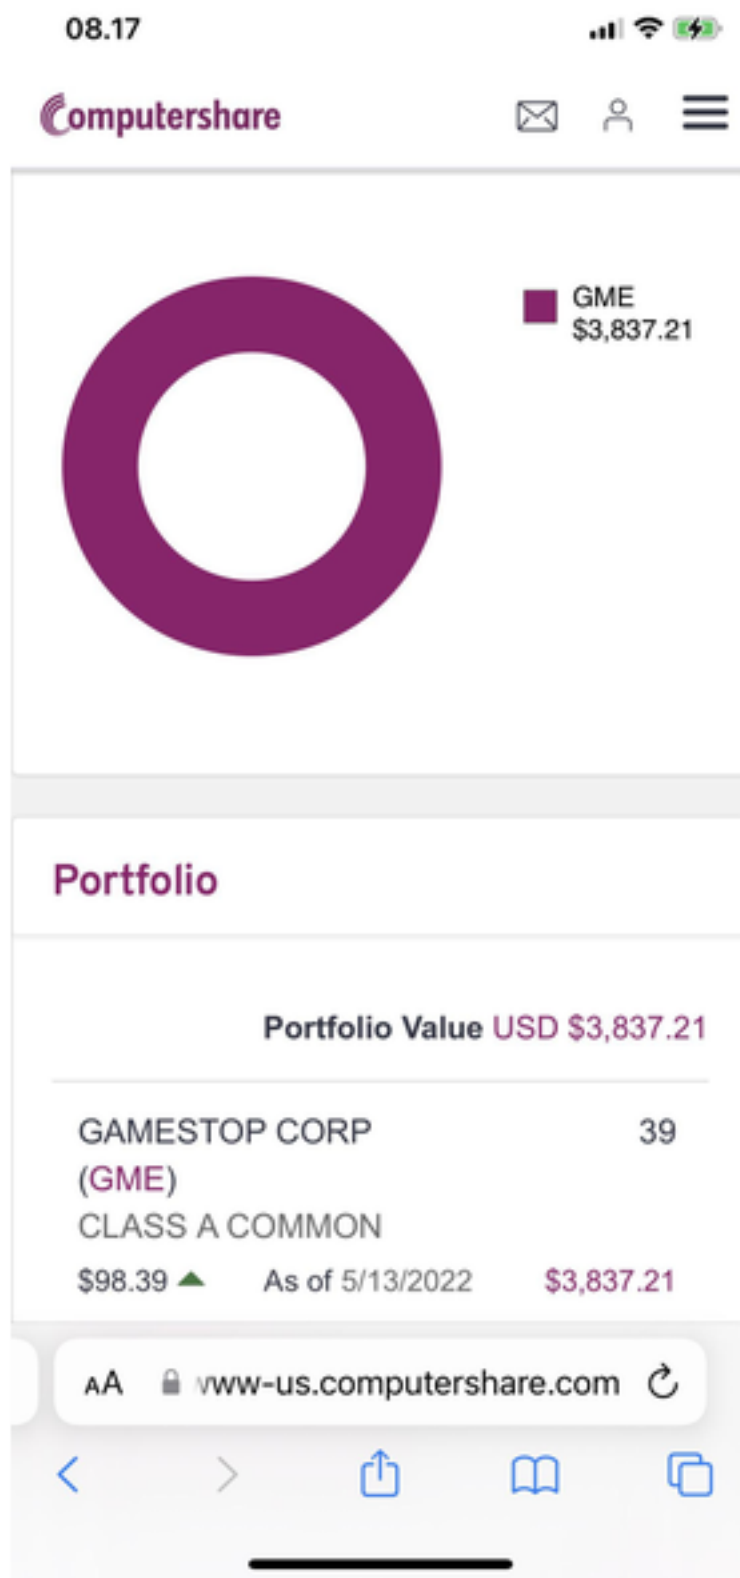 08.17
Computershare
GME
$3,837.21
Portfolio
Portfolio Value USD $3,837.21
GAMESTOP CORP 39
(GME)
CLASS A COMMON
$98.39 As of 5/13/2022 $3,837.21
AA www-us.computershare.com